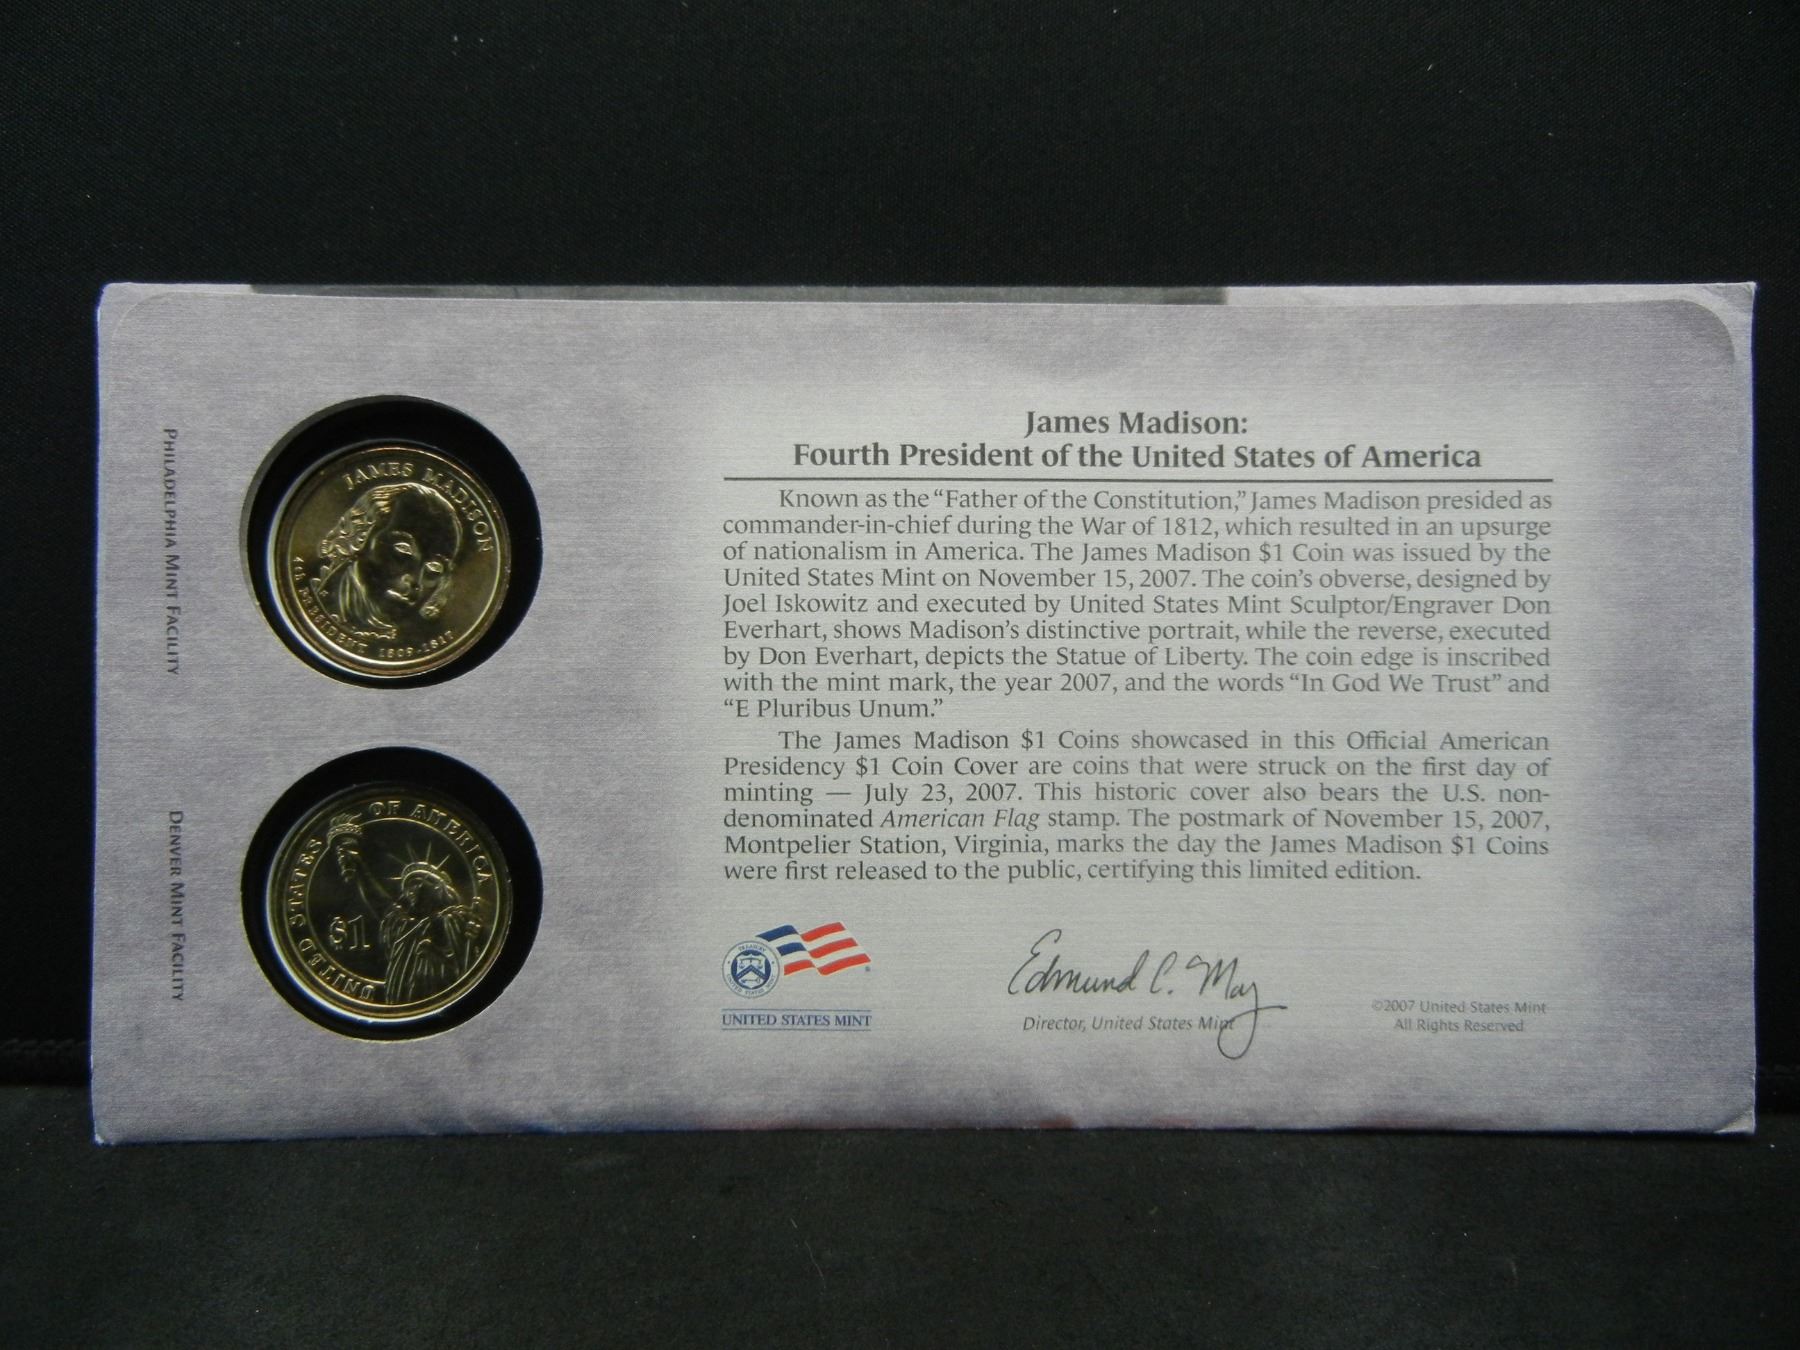 PHILADELPHIA MINT FACILITY
JAMES MADISON
4th PRESIDENT 1809-1817
DENVER MINT FACILITY
UNITED STATES OF AMERICA
$1
James Madison:
Fourth President of the United States of America
Known as the “Father of the Constitution,” James Madison presided as
commander-in-chief during the War of 1812, which resulted in an upsurge
of nationalism in America. The James Madison $1 Coin was issued by the
United States Mint on November 15, 2007. The coin’s obverse, designed by
Joel Iskowitz and executed by United States Mint Sculptor/Engraver Don
Everhart, shows Madison’s distinctive portrait, while the reverse, executed
by Don Everhart, depicts the Statue of Liberty. The coin edge is inscribed
with the mint mark, the year 2007, and the words “In God We Trust” and
“E Pluribus Unum.”
The James Madison $1 Coins showcased in this Official American
Presidency $1 Coin Cover are coins that were struck on the first day of
minting — July 23, 2007. This historic cover also bears the U.S. non-
denominated American Flag stamp. The postmark of November 15, 2007,
Montpelier Station, Virginia, marks the day the James Madison $1 Coins
were first released to the public, certifying this limited edition.
UNITED STATES MINT
Edmund C. Moy
Director, United States Mint
©2007 United States Mint
All Rights Reserved